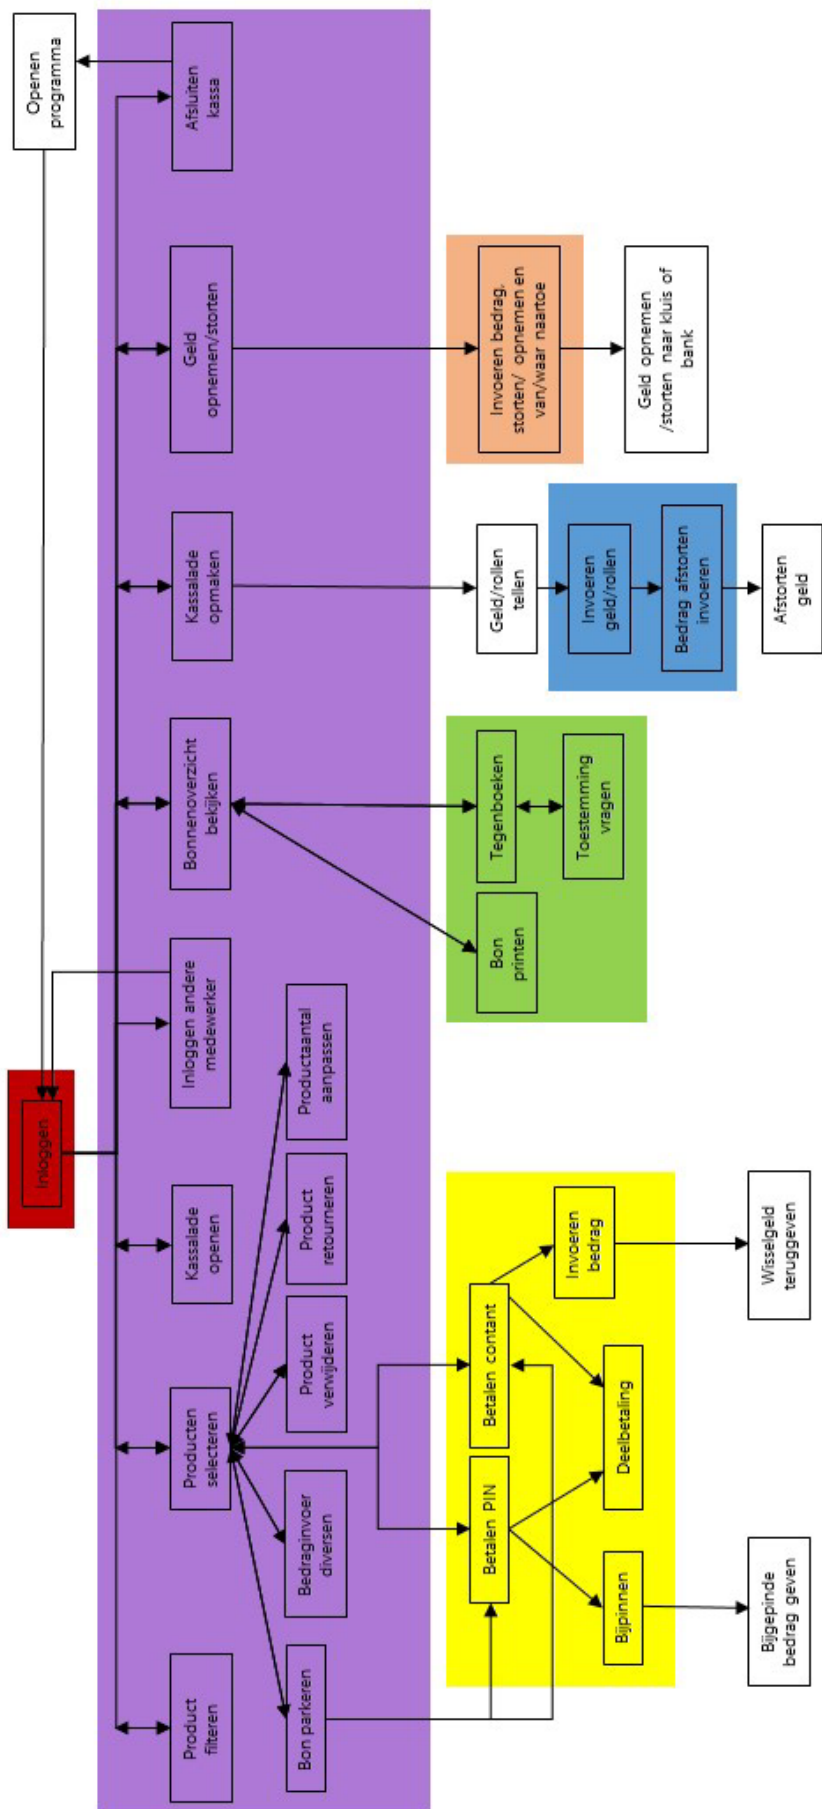 Openen
programma
Inloggen
Product
filteren
Producten
selecteren
Kassalade
openen
Inloggen andere
medewerker
Bonnenoverzicht
bekijken
Kassalade
opmaken
Geld
opnemen/storten
Afsluiten
kassa
Bon parkeren
Bedraginvoer
diversen
Product
verwijderen
Product
retourneren
Productaantal
aanpassen
Betalen PIN
Betalen contant
Invoeren
bedrag
Bijpinnen
Deelbetaling
Bijgepinde
bedrag geven
Wisselgeld
teruggeven
Bon
printen
Tegenboeken
Toestemming
vragen
Geld/rollen
tellen
Invoeren
geld/rollen
Bedrag afstorten
invoeren
Afstorten
geld
Invoeren bedrag,
storten/ opnemen en
van/waar naartoe
Geld opnemen
/storten naar kluis of
bank